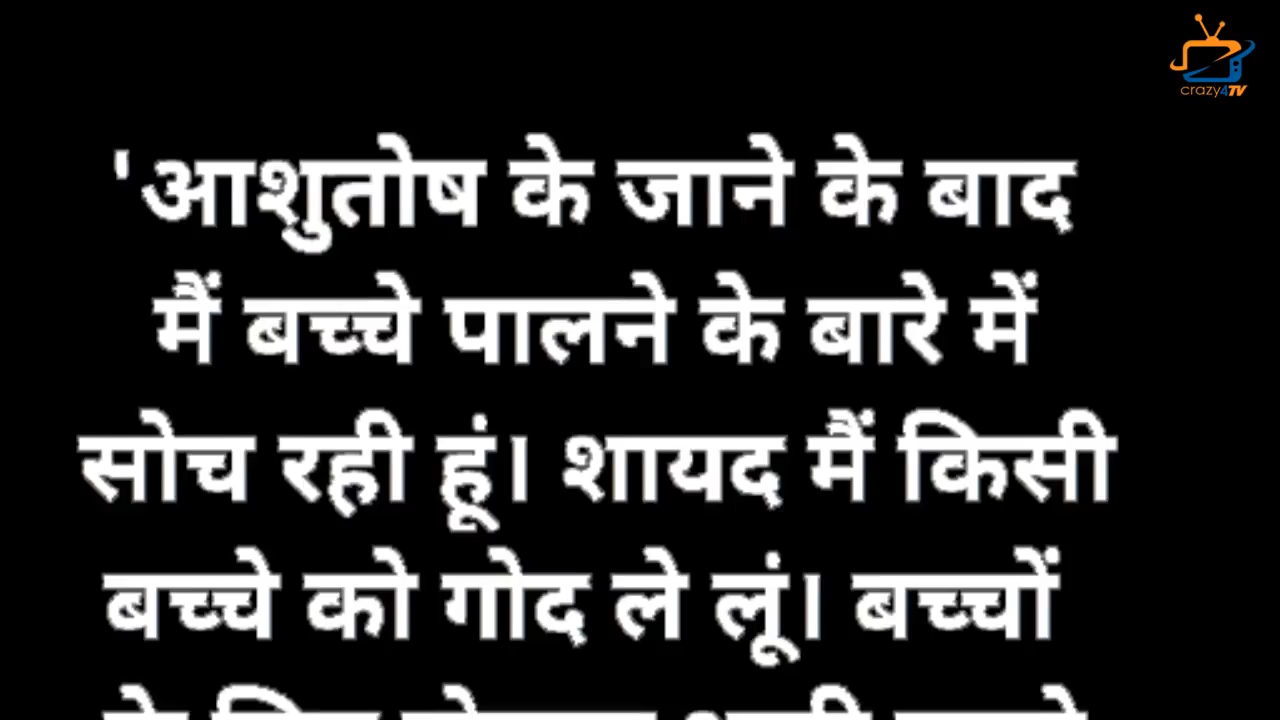 crazy4TV
'आशुतोष के जाने के बाद
मैं बच्चे पालने के बारे में
सोच रही हूं। शायद मैं किसी
बच्चे को गोद ले लूं। बच्चों